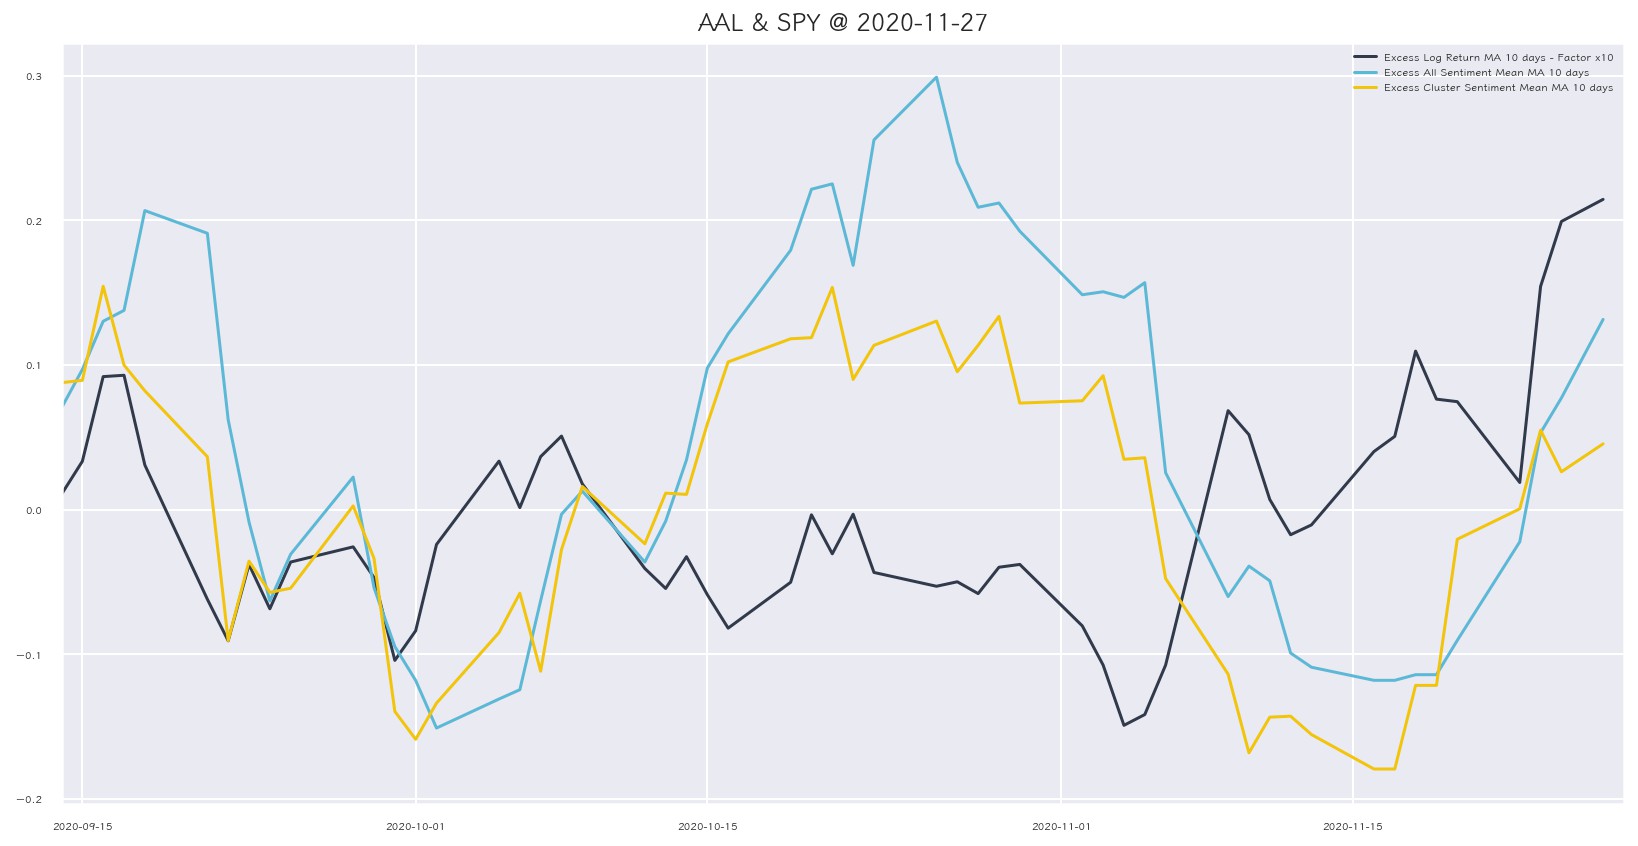 AAL & SPY @ 2020-11-27
Excess Log Return MA 10 days - Factor x10
Excess All Sentiment Mean MA 10 days
Excess Cluster Sentiment Mean MA 10 days
0.3
0.2
0.1
0.0
−0.1
−0.2
2020-09-15 2020-10-01 2020-10-15 2020-11-01 2020-11-15